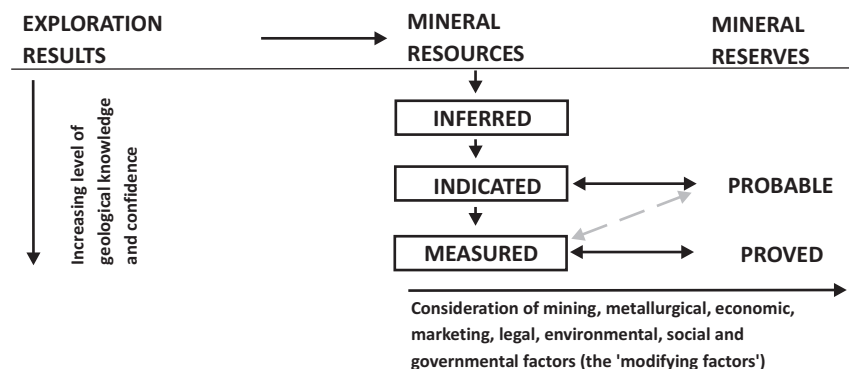 EXPLORATION
RESULTS
MINERAL
RESOURCES
MINERAL
RESERVES
Increasing level of
geological knowledge
and confidence
INFERRED
INDICATED
PROBABLE
MEASURED
PROVED
Consideration of mining, metallurgical, economic,
marketing, legal, environmental, social and
governmental factors (the 'modifying factors')